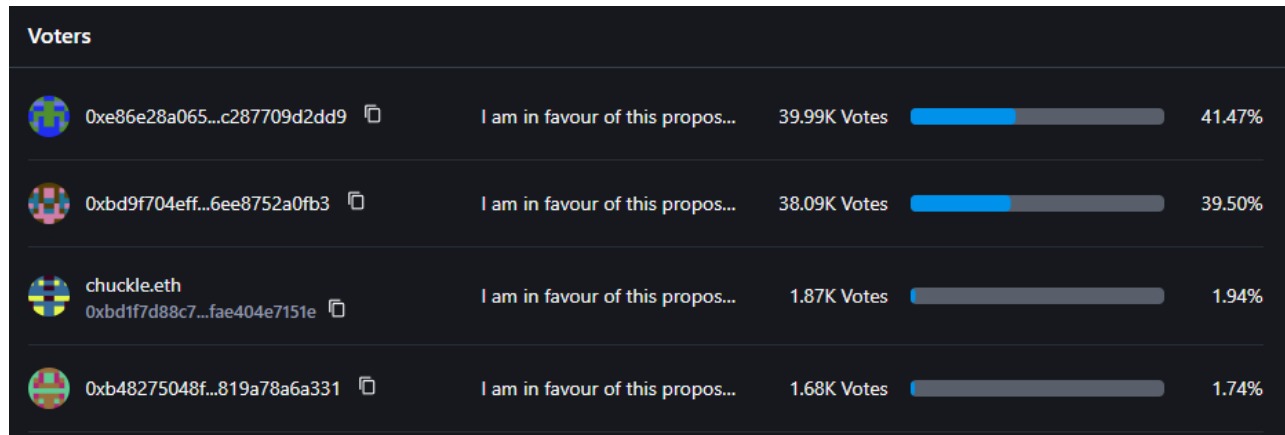 Voters
0xe86e28a065...c287709d2dd9 I am in favour of this propos... 39.99K Votes 41.47%
0xbd9f704eff...6ee8752a0fb3 I am in favour of this propos... 38.09K Votes 39.50%
chuckle.eth
0xbd1f7d88c7...fae404e7151e I am in favour of this propos... 1.87K Votes 1.94%
0xb48275048f...819a78a6a331 I am in favour of this propos... 1.68K Votes 1.74%